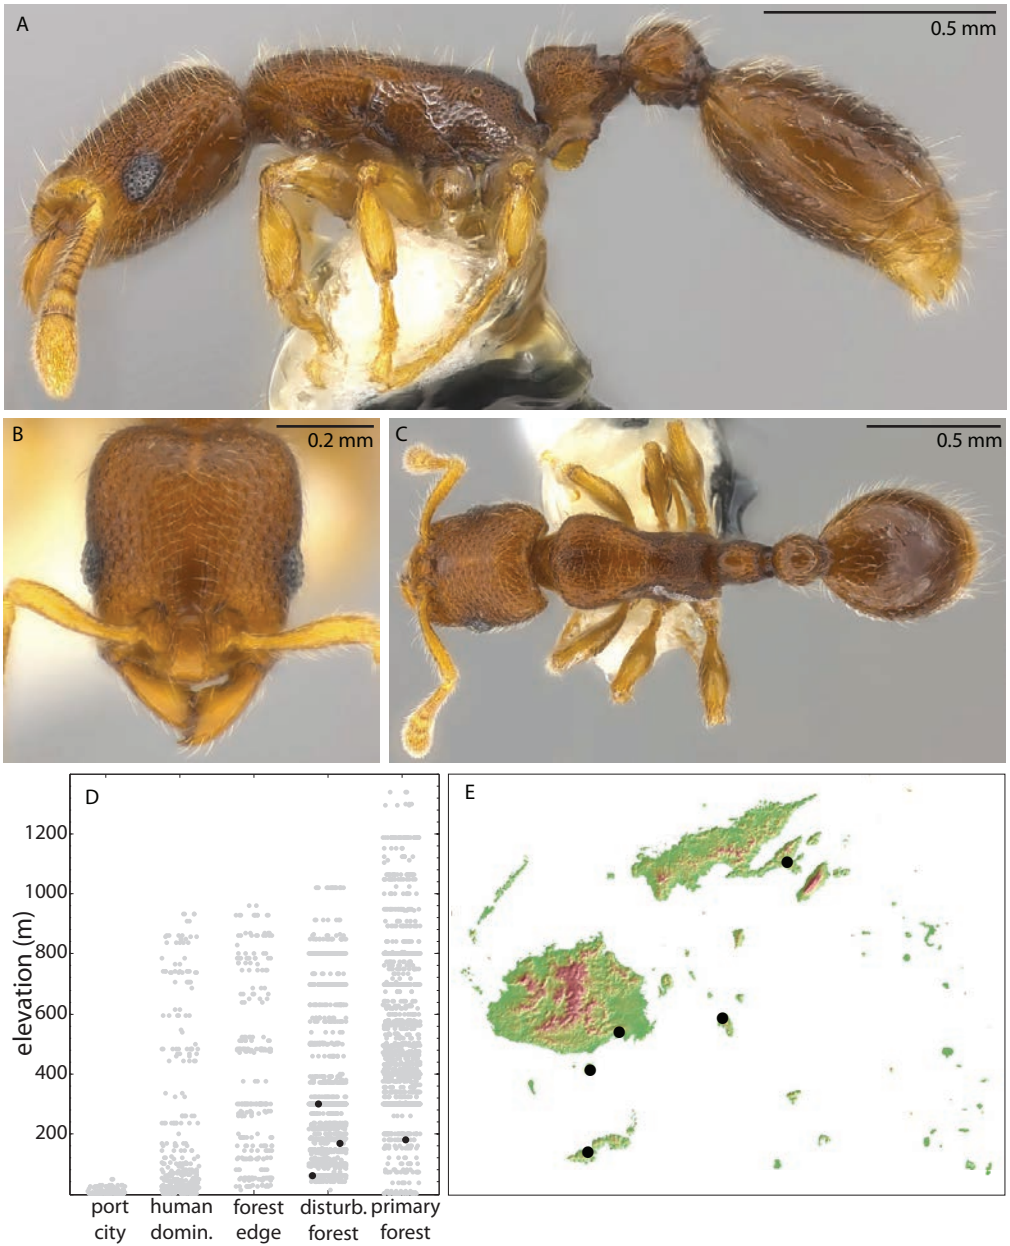 A
0.5 mm
B
0.2 mm
C
0.5 mm
D
E
1200
1000
800
600
400
200
elevation (m)
port city
human domin.
forest edge
disturb. forest
primary forest